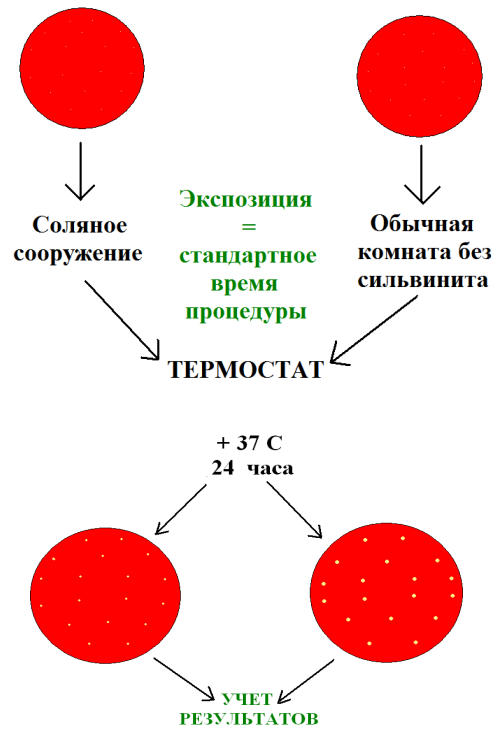 Соляное
сооружение
Экспозиция
=
стандартное
время
процедуры
Обычная
комната без
сильвинита
ТЕРМОСТАТ
+ 37 С
24 часа
УЧЕТ
РЕЗУЛЬТАТОВ